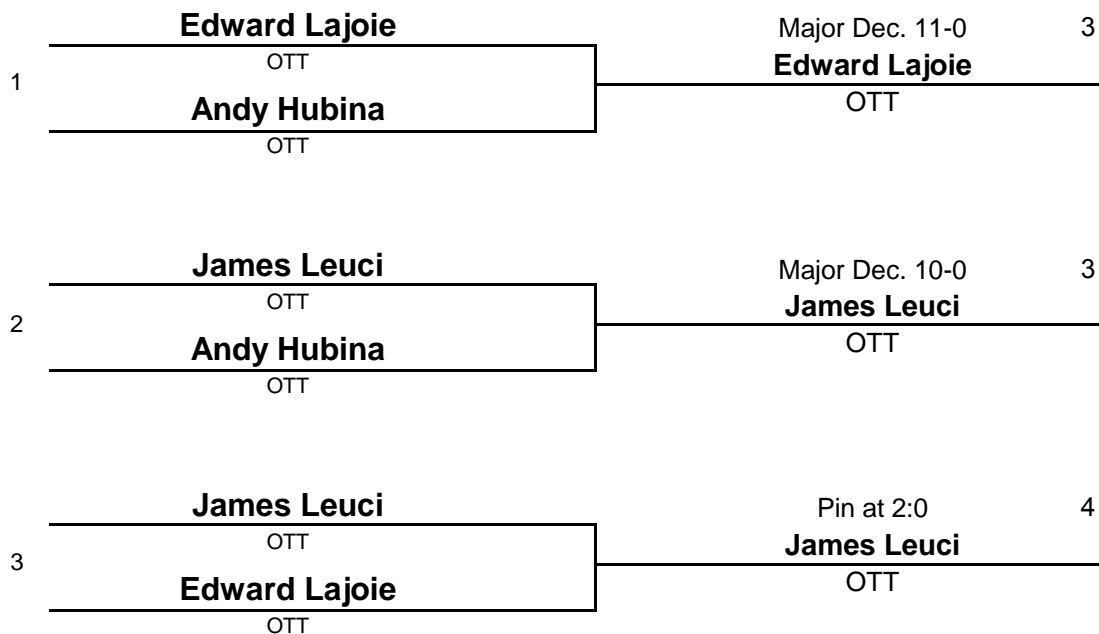 Edward Lajoie
OTT
1
Andy Hubina
OTT
Major Dec. 11-0 3
Edward Lajoie
OTT
James Leuci
OTT
2
Andy Hubina
OTT
Major Dec. 10-0 3
James Leuci
OTT
James Leuci
OTT
3
Edward Lajoie
OTT
Pin at 2:0 4
James Leuci
OTT